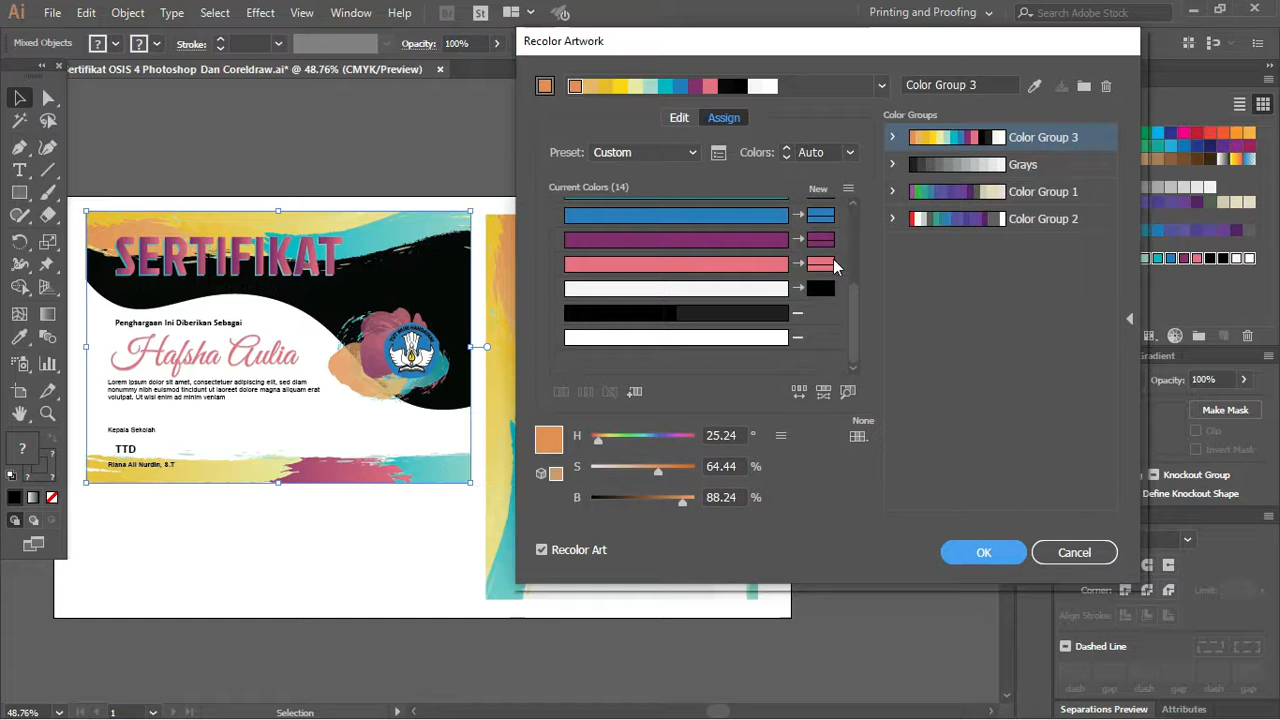 Ai File Edit Object Type Select Effect View Window Help Br St Printing and Proofing Search Adobe Stock
Mixed Objects ? ? Stroke: Opacity: 100%
ertifikat OSIS 4 Photoshop Dan Coreldraw.ai* @ 48.76% (CMYK/Preview)
Recolor Artwork
Color Group 3
Edit Assign
Color Groups
Preset: Custom Colors: Auto
Current Colors (14) New
Color Group 3
Grays
Color Group 1
Color Group 2
SERTIFIKAT
Penghargaan Ini Diberikan Sebagai
Hafsha Aulia
Lorem ipsum dolor sit amet, consectetuer adipiscing elit, sed diam
nonummy nibh euismod tincidunt ut laoreet dolore magna aliquam erat
volutpat. Ut wisi enim ad minim veniam
Kepala Sekolah
TTD
Riana Ali Nurdin, S.T
None
H 25.24 °
S 64.44 %
B 88.24 %
Recolor Art
OK Cancel
Gradient
Opacity: 100%
Make Mask
Clip
Invert Mask
Knockout Group
Define Knockout Shape
Corner: Limit:
Align Stroke:
Dashed Line
dash gap dash gap dash gap
Separations Preview Attributes
?
48.76% 1 Selection